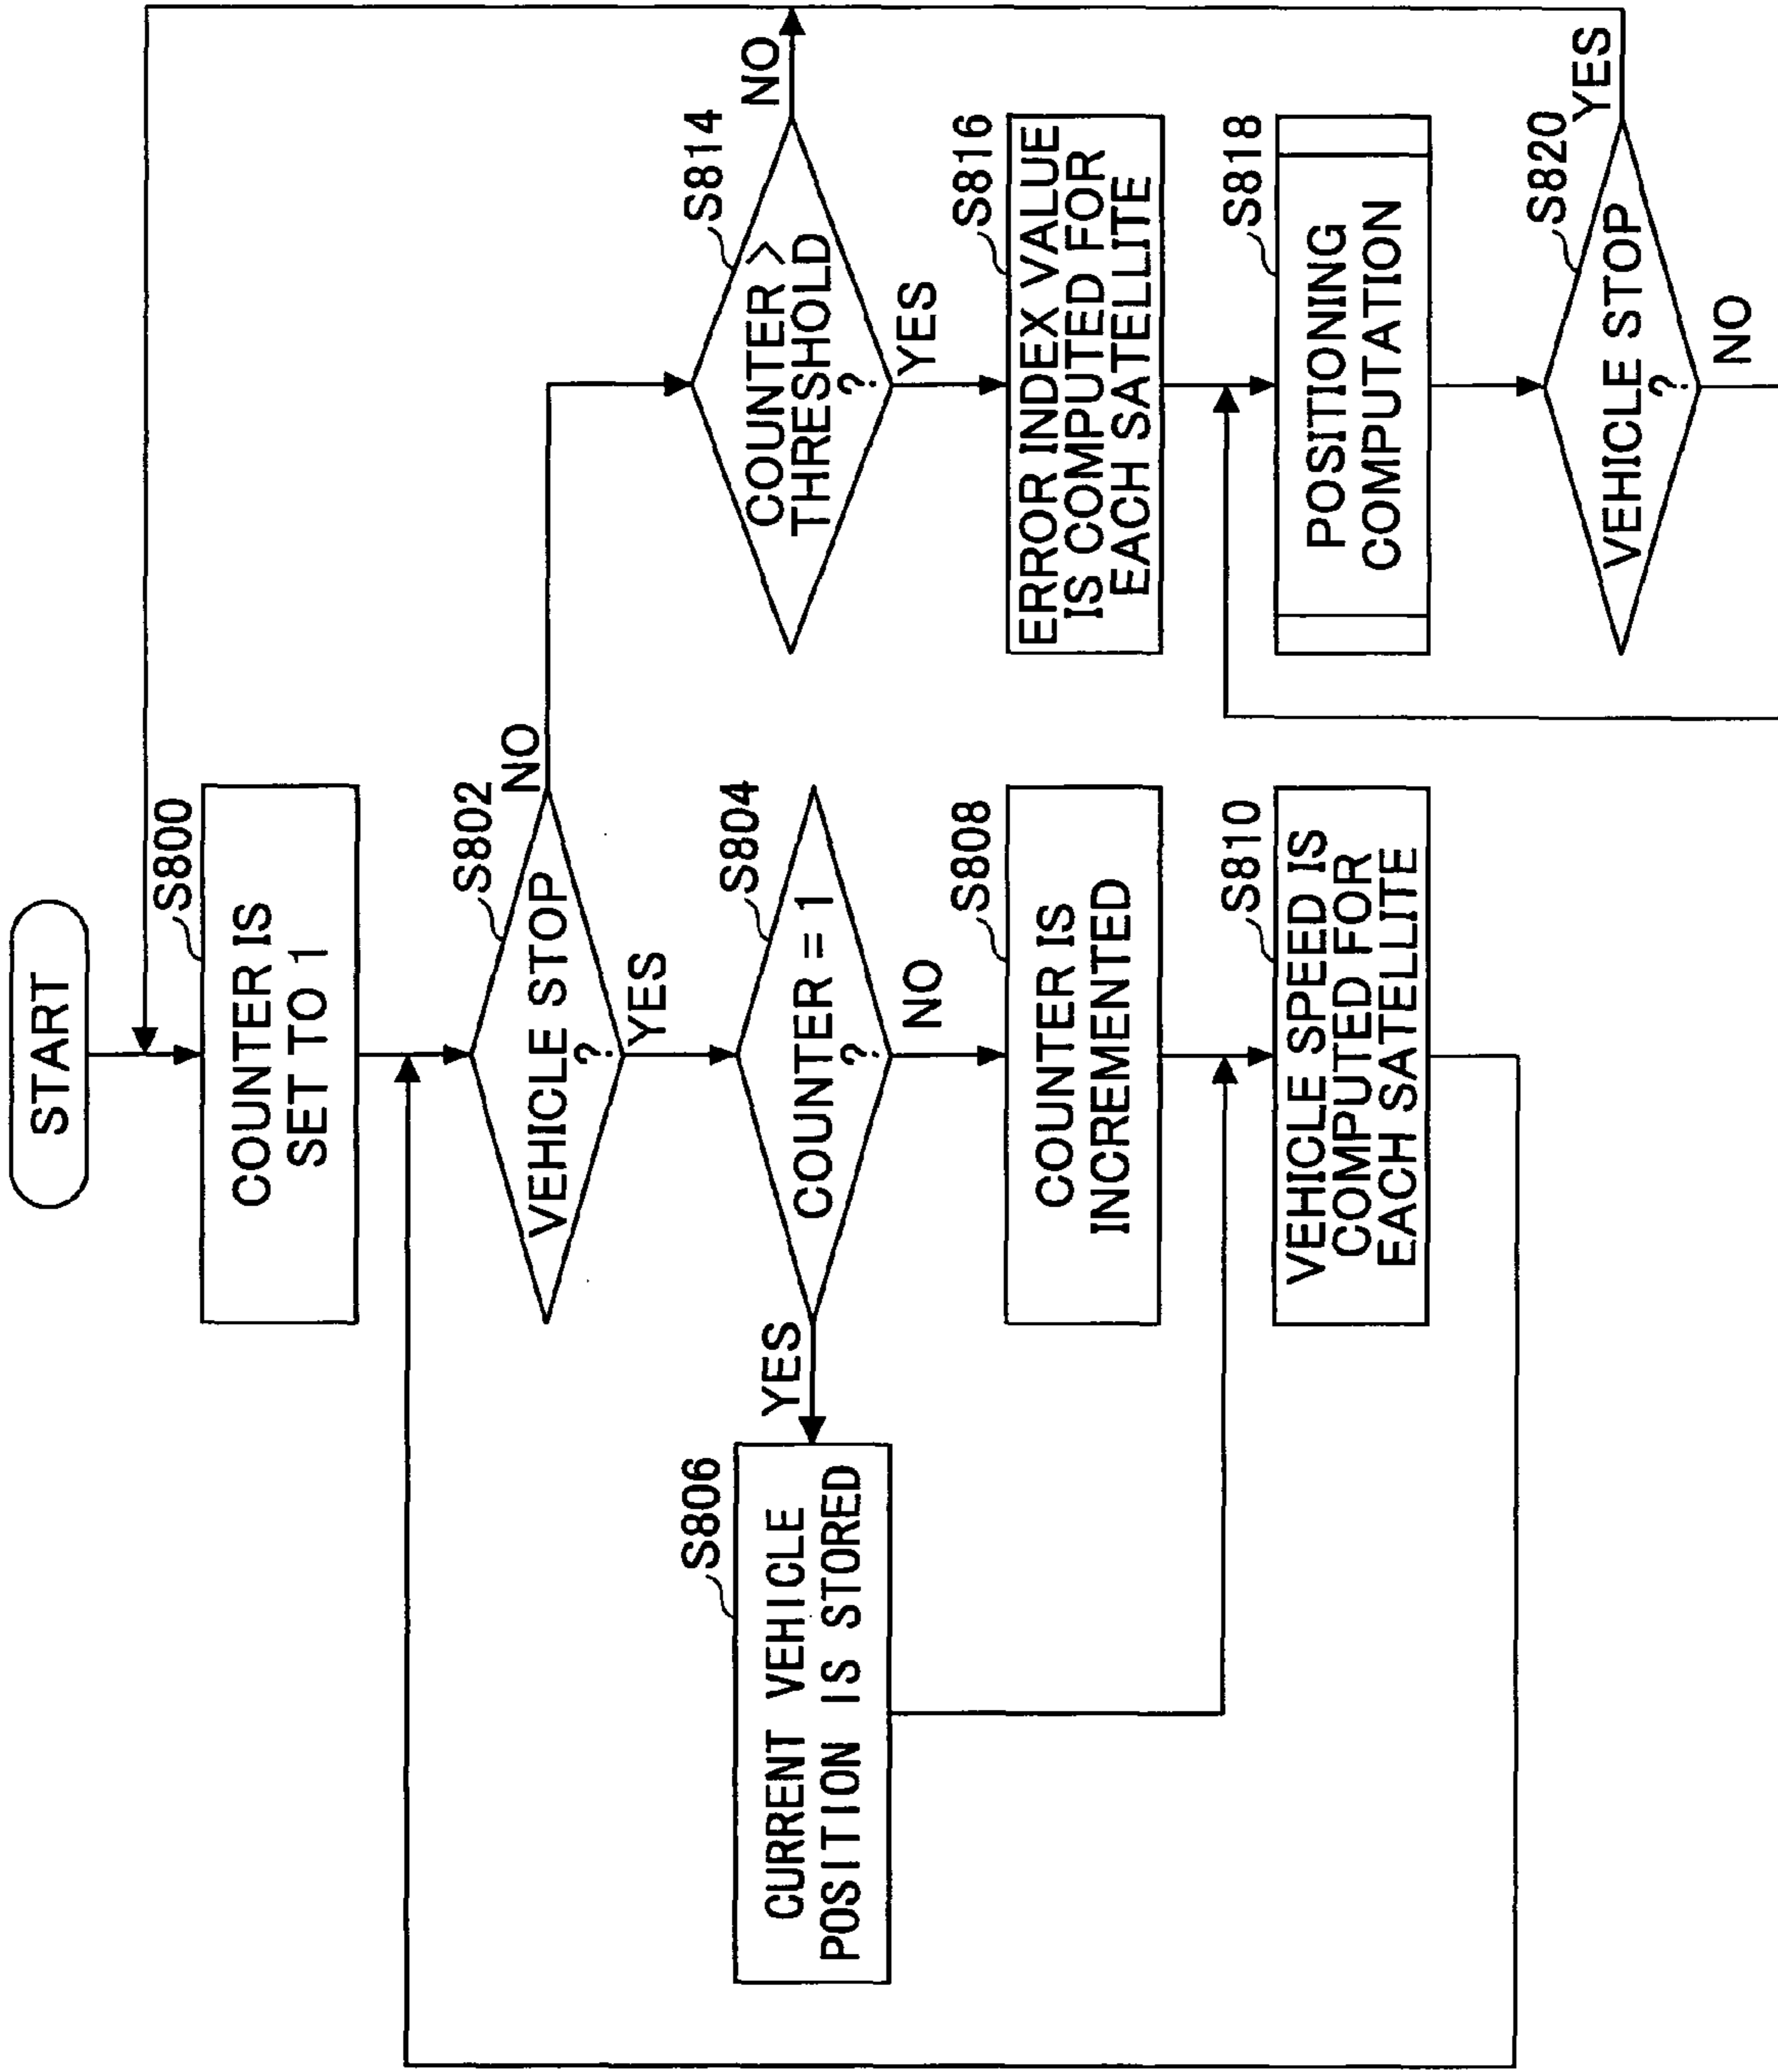 START
S800
COUNTER IS
SET TO 1
S802
VEHICLE STOP
?
NO
YES
S804
COUNTER = 1
?
YES
NO
S806
CURRENT VEHICLE
POSITION IS STORED
S808
COUNTER IS
INCREMENTED
S810
VEHICLE SPEED IS
COMPUTED FOR
EACH SATELLITE
S814
COUNTER >
THRESHOLD
?
NO
YES
S816
ERROR INDEX VALUE
IS COMPUTED FOR
EACH SATELLITE
S818
POSITIONING
COMPUTATION
S820
VEHICLE STOP
?
YES
NO